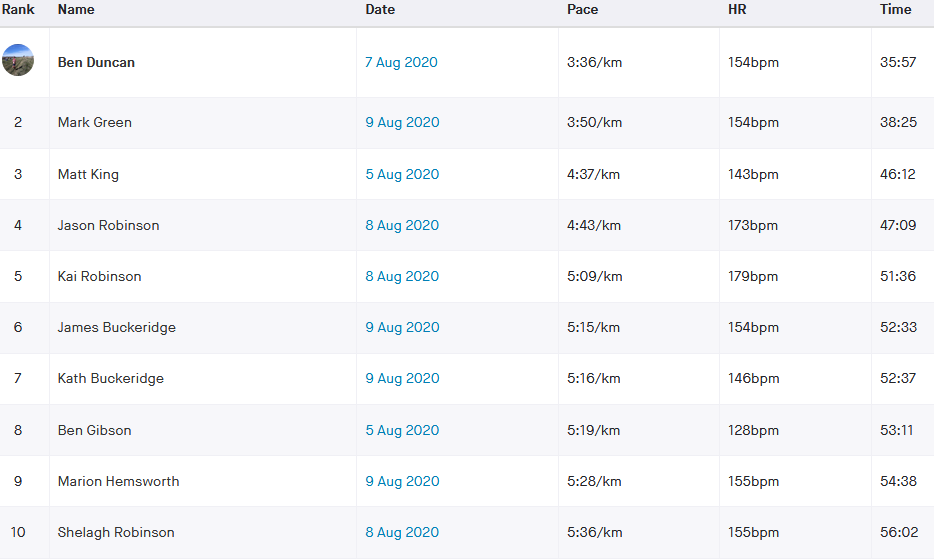 Rank Name Date Pace HR Time
Ben Duncan 7 Aug 2020 3:36/km 154bpm 35:57
2 Mark Green 9 Aug 2020 3:50/km 154bpm 38:25
3 Matt King 5 Aug 2020 4:37/km 143bpm 46:12
4 Jason Robinson 8 Aug 2020 4:43/km 173bpm 47:09
5 Kai Robinson 8 Aug 2020 5:09/km 179bpm 51:36
6 James Buckeridge 9 Aug 2020 5:15/km 154bpm 52:33
7 Kath Buckeridge 9 Aug 2020 5:16/km 146bpm 52:37
8 Ben Gibson 5 Aug 2020 5:19/km 128bpm 53:11
9 Marion Hemsworth 9 Aug 2020 5:28/km 155bpm 54:38
10 Shelagh Robinson 8 Aug 2020 5:36/km 155bpm 56:02